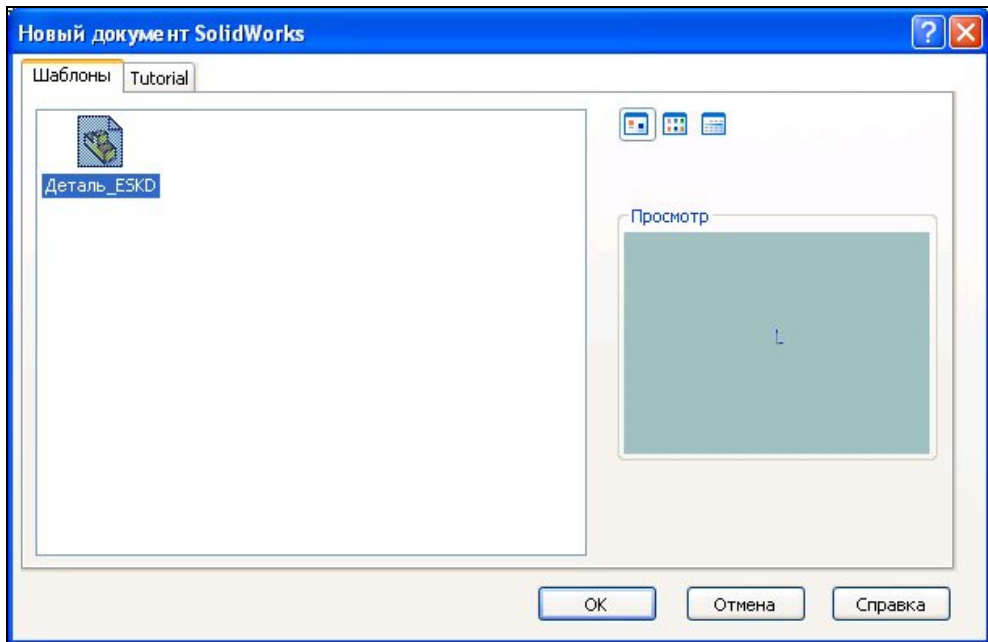 Новый документ SolidWorks
Шаблоны
Tutorial
Деталь_ESKD
Просмотр
OK
Отмена
Справка